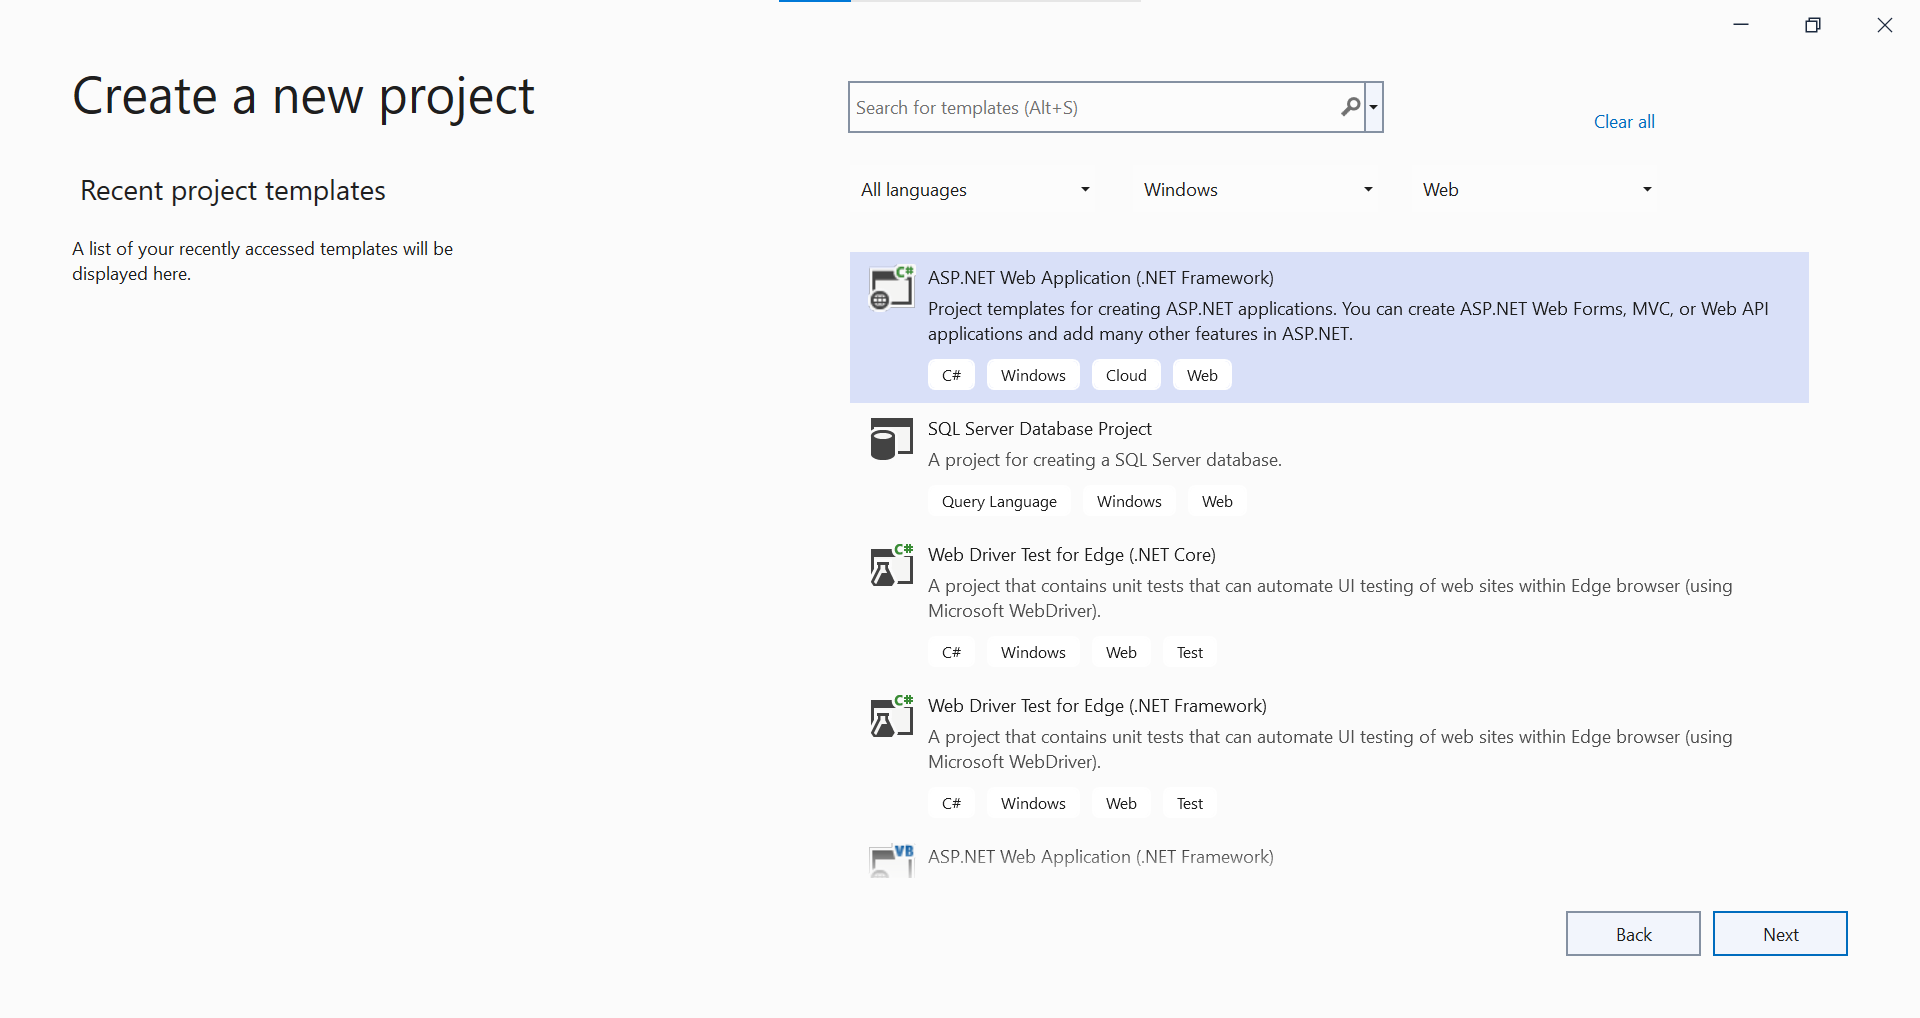 Create a new project
Search for templates (Alt+S)
Clear all
Recent project templates
All languages
Windows
Web
A list of your recently accessed templates will be
displayed here.
C#
ASP.NET Web Application (.NET Framework)
Project templates for creating ASP.NET applications. You can create ASP.NET Web Forms, MVC, or Web API
applications and add many other features in ASP.NET.
C# Windows Cloud Web
SQL Server Database Project
A project for creating a SQL Server database.
Query Language Windows Web
C#
Web Driver Test for Edge (.NET Core)
A project that contains unit tests that can automate UI testing of web sites within Edge browser (using
Microsoft WebDriver).
C# Windows Web Test
C#
Web Driver Test for Edge (.NET Framework)
A project that contains unit tests that can automate UI testing of web sites within Edge browser (using
Microsoft WebDriver).
C# Windows Web Test
VB
ASP.NET Web Application (.NET Framework)
Back
Next